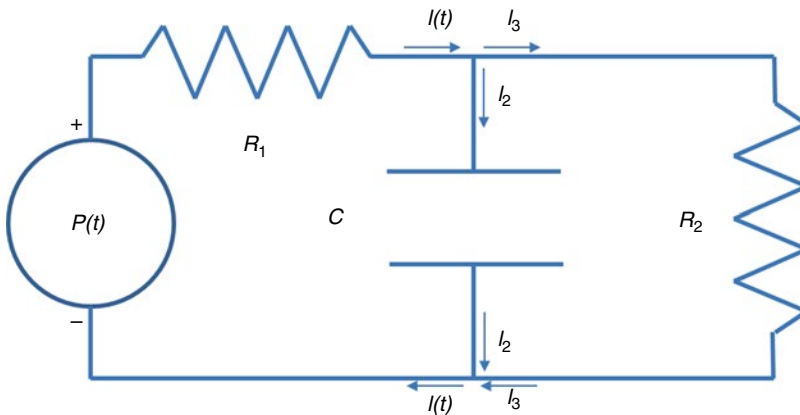 I(t)
I3
I2
+
R1
P(t)
C
R2
–
I2
I(t)
I3